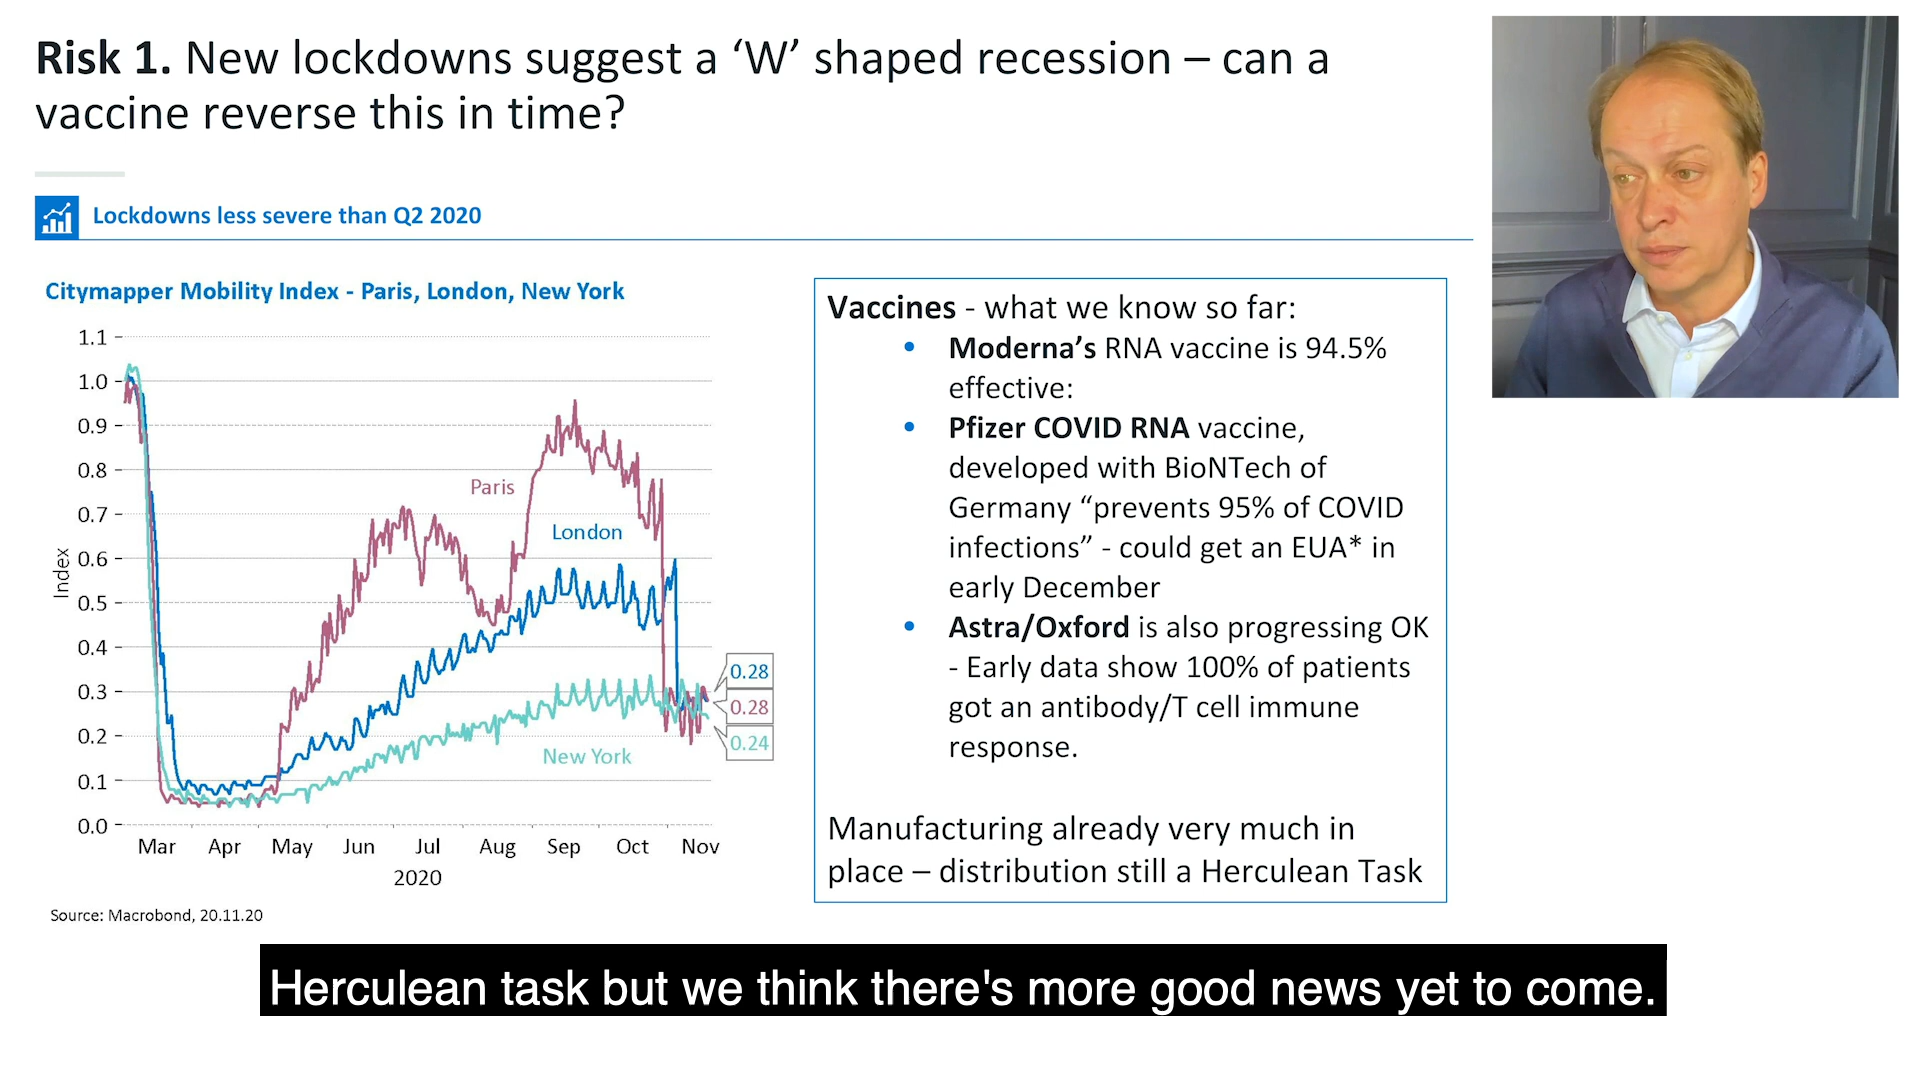 Risk 1. New lockdowns suggest a ‘W’ shaped recession – can a
vaccine reverse this in time?
Lockdowns less severe than Q2 2020
Citymapper Mobility Index - Paris, London, New York
1.1
1.0
0.9
0.8
0.7
0.6
0.5
0.4
0.3
0.2
0.1
0.0
Index
Paris
London
New York
0.28
0.28
0.24
Mar Apr May Jun Jul Aug Sep Oct Nov
2020
Source: Macrobond, 20.11.20
Vaccines - what we know so far:
• Moderna’s RNA vaccine is 94.5%
effective:
• Pfizer COVID RNA vaccine,
developed with BioNTech of
Germany “prevents 95% of COVID
infections” - could get an EUA* in
early December
• Astra/Oxford is also progressing OK
- Early data show 100% of patients
got an antibody/T cell immune
response.
Manufacturing already very much in
place – distribution still a Herculean Task
Herculean task but we think there's more good news yet to come.